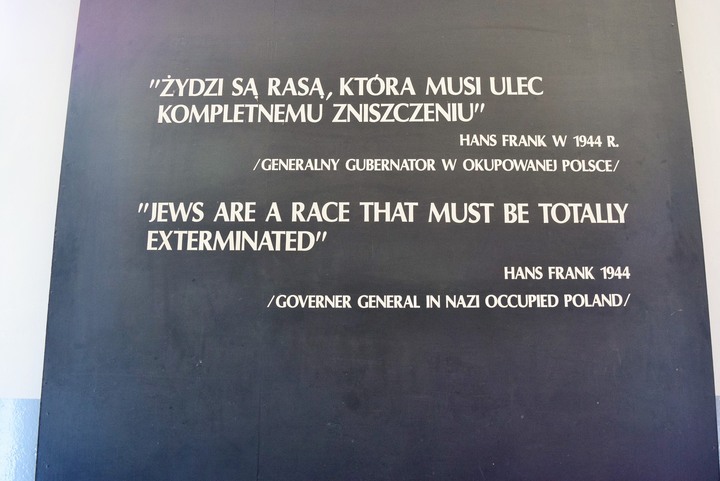 "ŻYDZI SĄ RASĄ, KTÓRA MUSI ULEC
KOMPLETNEMU ZNISZCZENIU"
HANS FRANK W 1944 R.
/GENERALNY GUBERNATOR W OKUPOWANEJ POLSCE/
"JEWS ARE A RACE THAT MUST BE TOTALLY
EXTERMINATED"
HANS FRANK 1944
/GOVERNER GENERAL IN NAZI OCCUPIED POLAND/